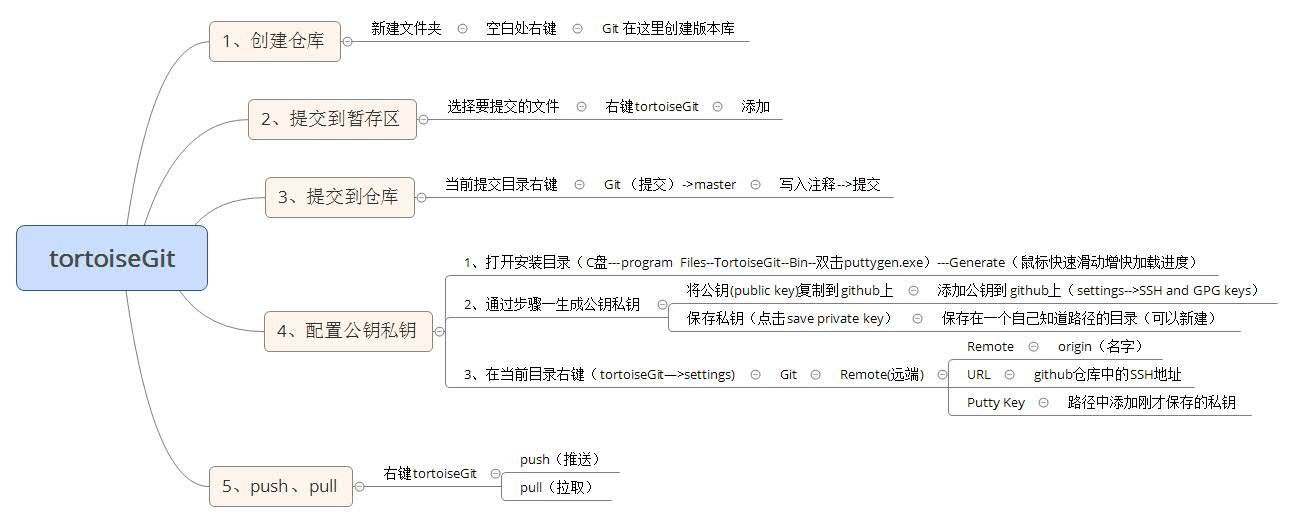 tortoiseGit
1、创建仓库
新建文件夹
空白处右键
Git 在这里创建版本库
2、提交到暂存区
选择要提交的文件
右键tortoiseGit
添加
3、提交到仓库
当前提交目录右键
Git（提交）->master
写入注释-->提交
4、配置公钥私钥
1、打开安装目录（C盘---program Files--TortoiseGit--Bin--双击puttygen.exe）---Generate（鼠标快速滑动增快加载进度）
2、通过步骤一生成公钥私钥
将公钥(public key)复制到github上
添加公钥到github上（settings-->SSH and GPG keys）
保存私钥（点击save private key）
保存在一个自己知道路径的目录（可以新建）
3、在当前目录右键（tortoiseGit—>settings)
Git
Remote(远端)
Remote
origin（名字）
URL
github仓库中的SSH地址
Putty Key
路径中添加刚才保存的私钥
5、push、pull
右键tortoiseGit
push（推送）
pull（拉取）